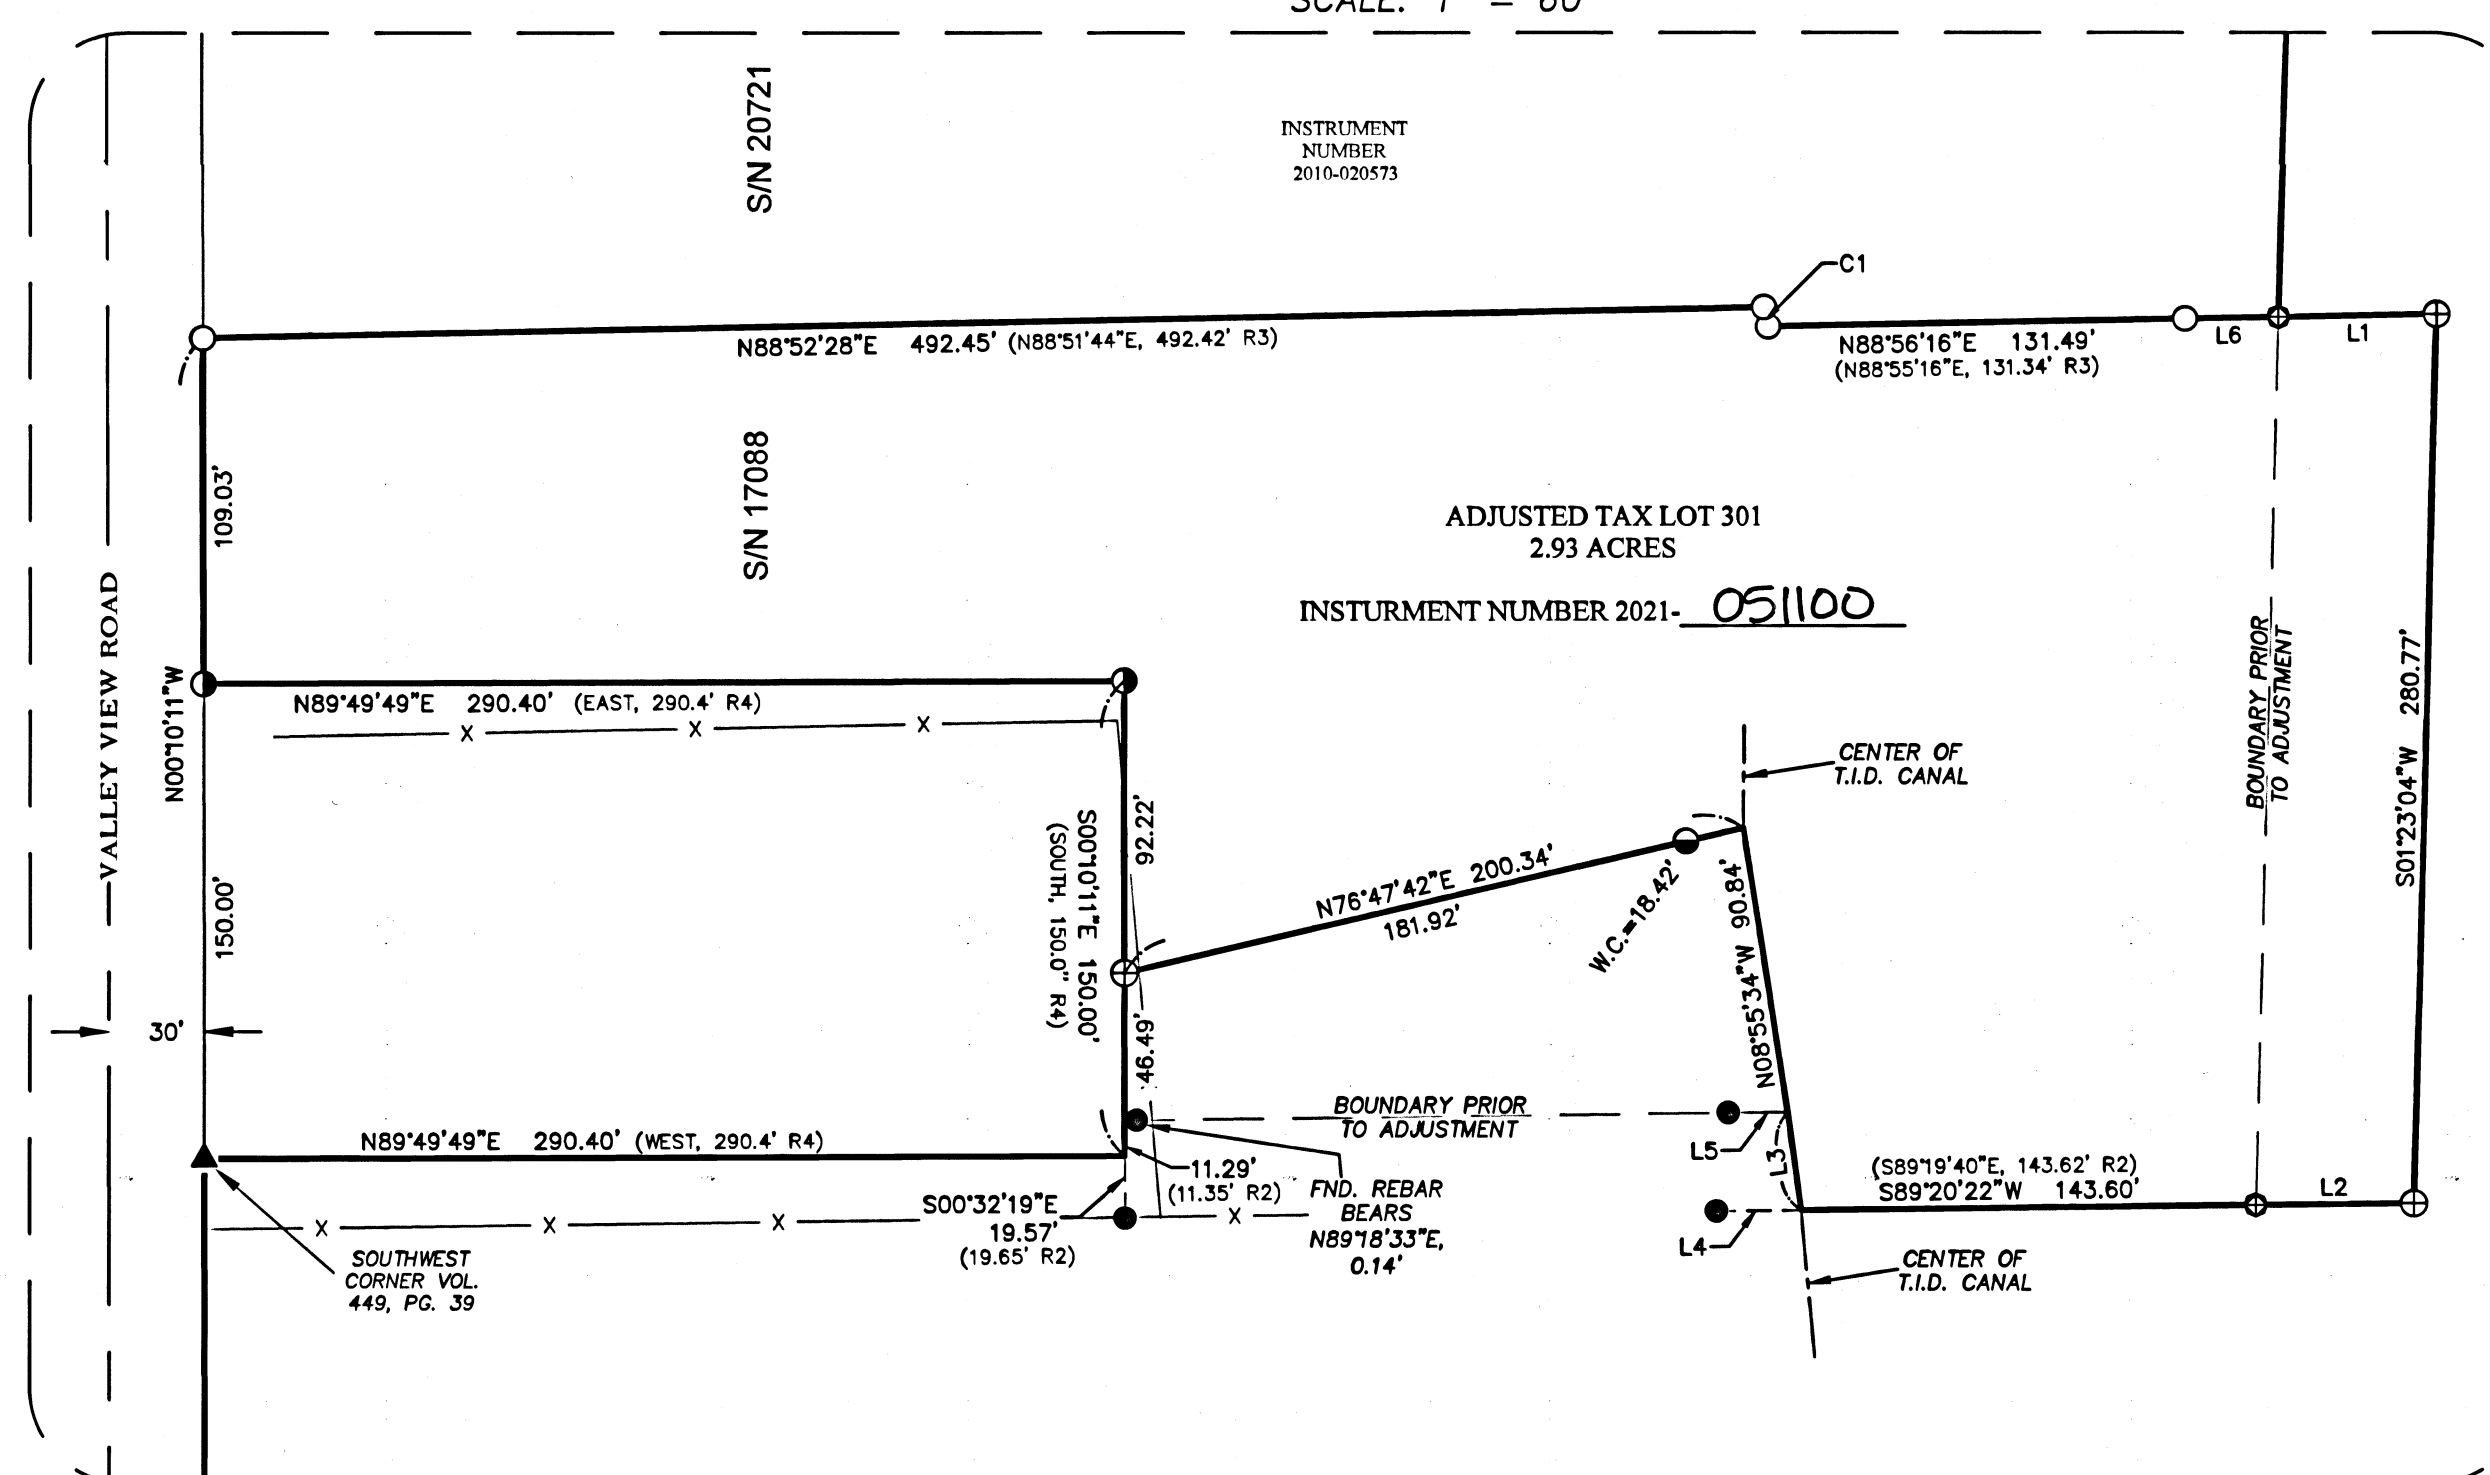 SCALE: 1" = 60'
S/N 20721
INSTRUMENT
NUMBER
2010-020573
C1
N88°52'28"E 492.45' (N88°51'44"E, 492.42' R3)
N88°56'16"E 131.49'
(N88°55'16"E, 131.34' R3)
L6
L1
109.03'
S/N 17088
ADJUSTED TAX LOT 301
2.93 ACRES
INSTURMENT NUMBER 2021- 051100
VALLEY VIEW ROAD
N00°10'11"W
N89°49'49"E 290.40' (EAST, 290.4' R4)
X X X
BOUNDARY PRIOR
TO ADJUSTMENT
S01°23'04"W 280.77'
CENTER OF
T.I.D. CANAL
92.22'
S00°10'11"E 150.00'
(SOUTH, 150.0" R4)
150.00'
N76°47'42"E 200.34'
181.92'
W.C.=18.42'
N08°55'34"W 90.84'
30'
46.49'
BOUNDARY PRIOR
TO ADJUSTMENT
N89°49'49"E 290.40' (WEST, 290.4' R4)
11.29'
(11.35' R2)
L5
L3
(S89°19'40"E, 143.62' R2)
S89°20'22"W 143.60'
L2
S00°32'19"E
19.57'
(19.65' R2)
FND. REBAR
BEARS
N89°18'33"E,
0.14'
X X X X
L4
SOUTHWEST
CORNER VOL.
449, PG. 39
CENTER OF
T.I.D. CANAL